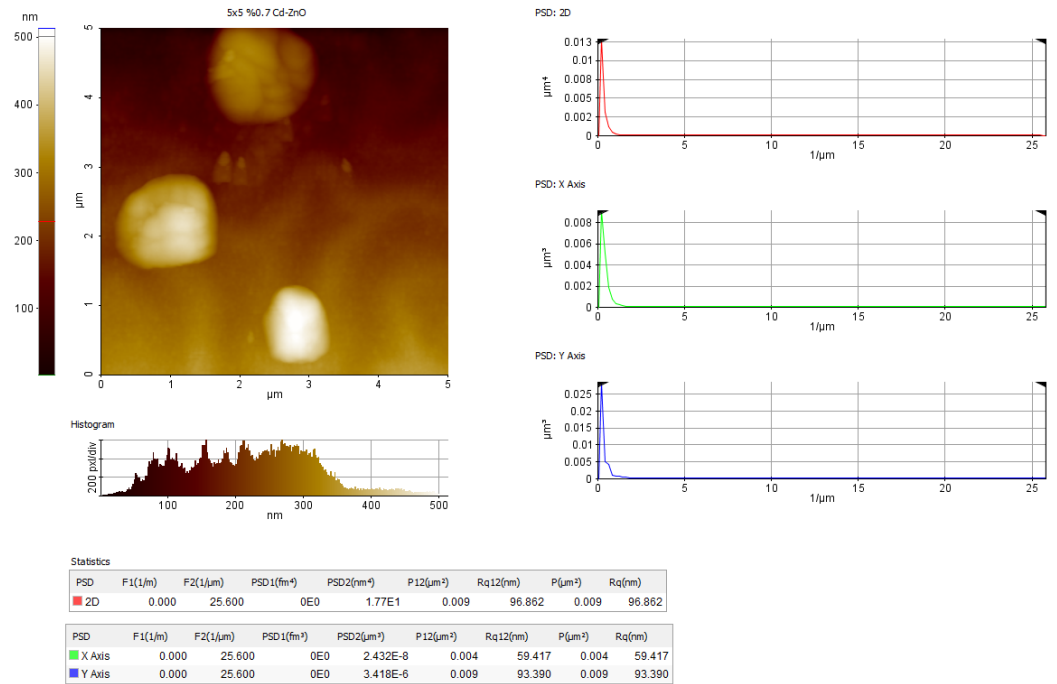 nm
500
400
300
200
100
5x5 %0.7 Cd-ZnO
5
4
3
2
1
0
µm
0 1 2 3 4 5
µm
Histogram
200 pxl/div
100 200 300 400 500
nm
PSD: 2D
0.013
0.01
0.008
0.005
0.002
0
µm⁴
0 5 10 15 20 25
1/µm
PSD: X Axis
0.008
0.006
0.004
0.002
0
µm³
0 5 10 15 20 25
1/µm
PSD: Y Axis
0.025
0.02
0.015
0.01
0.005
0
µm³
0 5 10 15 20 25
1/µm
Statistics
PSD F1(1/m) F2(1/µm) PSD1(fm⁴) PSD2(nm⁴) P12(µm²) Rq12(nm) P(µm²) Rq(nm)
2D 0.000 25.600 0E0 1.77E1 0.009 96.862 0.009 96.862
PSD F1(1/m) F2(1/µm) PSD1(fm³) PSD2(µm³) P12(µm²) Rq12(nm) P(µm²) Rq(nm)
X Axis 0.000 25.600 0E0 2.432E-8 0.004 59.417 0.004 59.417
Y Axis 0.000 25.600 0E0 3.418E-6 0.009 93.390 0.009 93.390